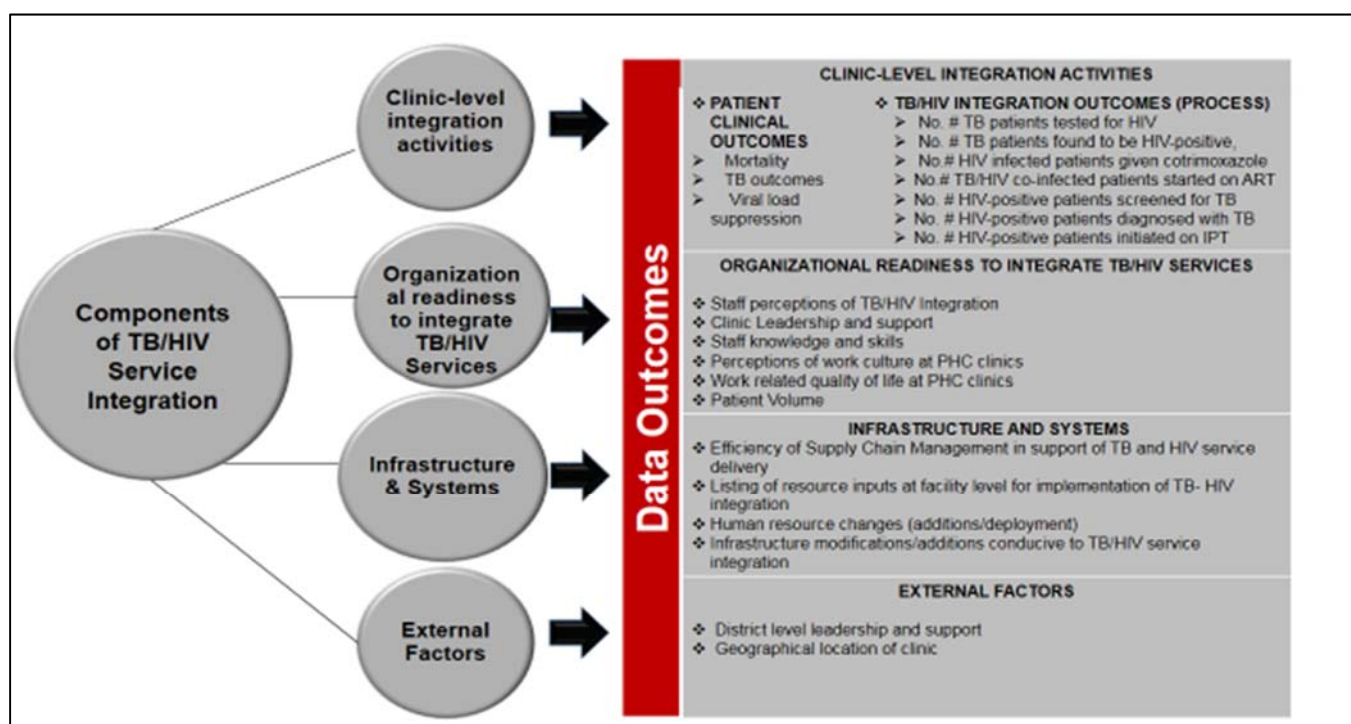 Components
of TB/HIV
Service
Integration
Clinic-level
integration
activities
Organization
al readiness
to integrate
TB/HIV
Services
Infrastructure
& Systems
External
Factors
Data Outcomes
CLINIC-LEVEL INTEGRATION ACTIVITIES
❖ PATIENT
CLINICAL
OUTCOMES
➢ Mortality
➢ TB outcomes
➢ Viral load
suppression
❖ TB/HIV INTEGRATION OUTCOMES (PROCESS)
➢ No. # TB patients tested for HIV
➢ No. # TB patients found to be HIV-positive,
➢ No.# HIV infected patients given cotrimoxazole
➢ No.# TB/HIV co-infected patients started on ART
➢ No. # HIV-positive patients screened for TB
➢ No. # HIV-positive patients diagnosed with TB
➢ No. # HIV-positive patients initiated on IPT
ORGANIZATIONAL READINESS TO INTEGRATE TB/HIV SERVICES
❖ Staff perceptions of TB/HIV Integration
❖ Clinic Leadership and support
❖ Staff knowledge and skills
❖ Perceptions of work culture at PHC clinics
❖ Work related quality of life at PHC clinics
❖ Patient Volume
INFRASTRUCTURE AND SYSTEMS
❖ Efficiency of Supply Chain Management in support of TB and HIV service
delivery
❖ Listing of resource inputs at facility level for implementation of TB- HIV
integration
❖ Human resource changes (additions/deployment)
❖ Infrastructure modifications/additions conducive to TB/HIV service
integration
EXTERNAL FACTORS
❖ District level leadership and support
❖ Geographical location of clinic